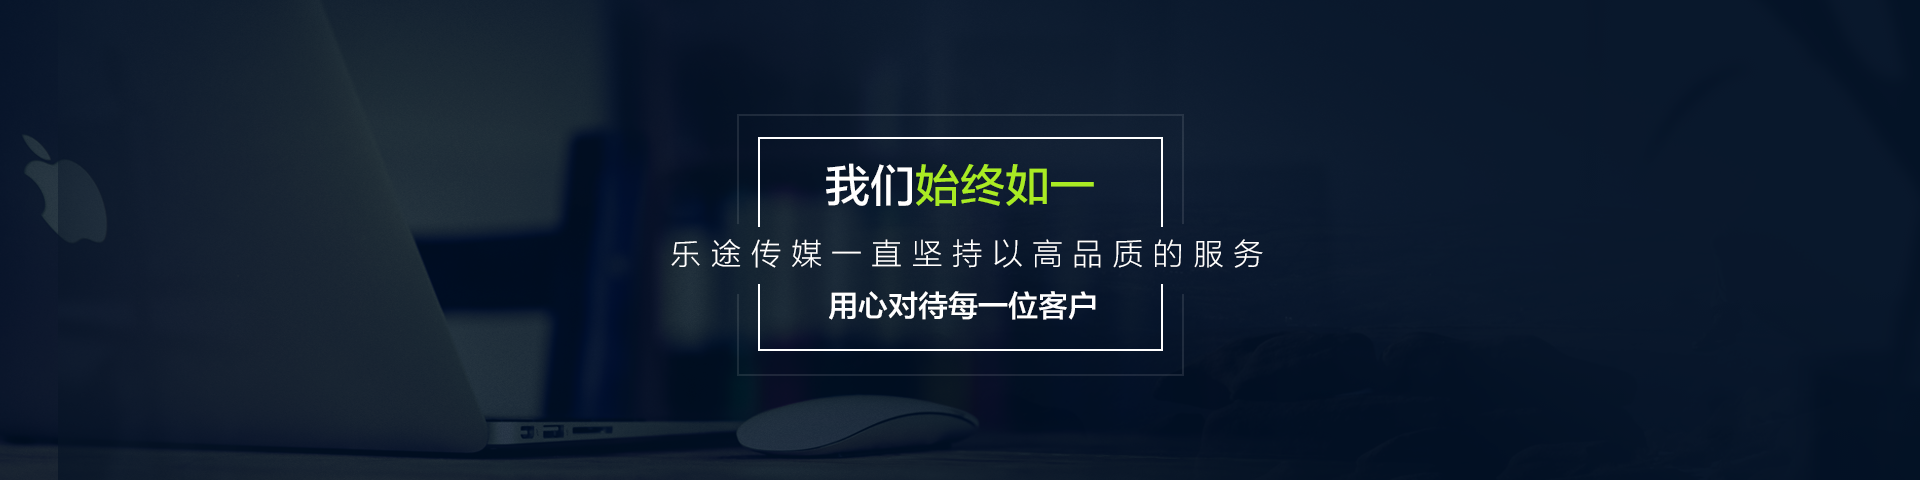 我们始终如一
乐途传媒一直坚持以高品质的服务
用心对待每一位客户